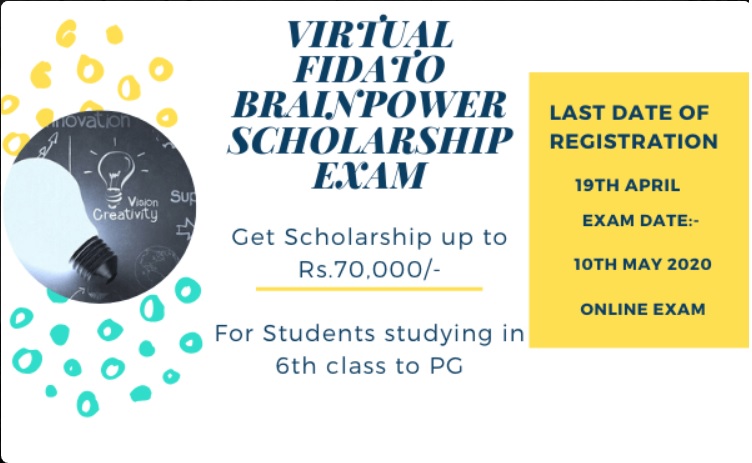 VIRTUAL
FIDATO
BRAINPOWER
SCHOLARSHIP
EXAM
Get Scholarship up to
Rs.70,000/-
For Students studying in
6th class to PG
LAST DATE OF
REGISTRATION
19TH APRIL
EXAM DATE:-
10TH MAY 2020
ONLINE EXAM
Innovation
Vision
Creativity
Sup